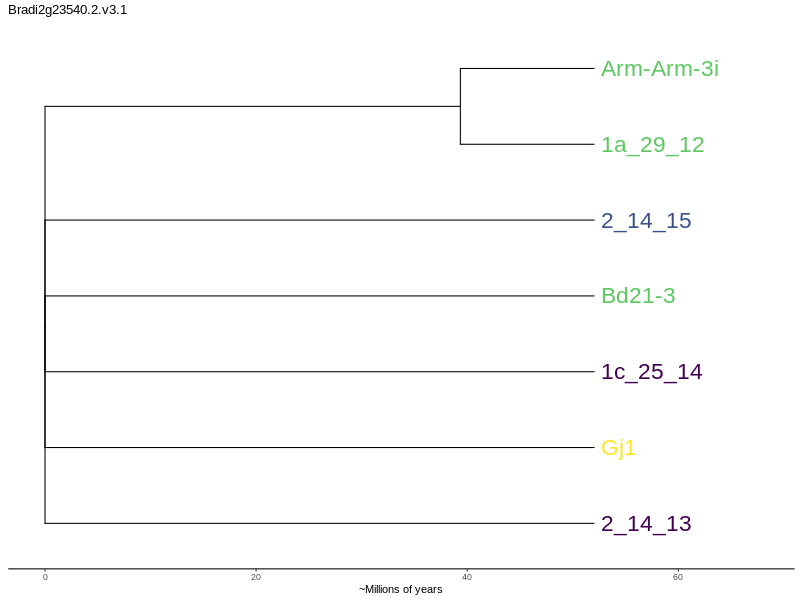 Bradi2g23540.2.v3.1
Arm-Arm-3i
1a_29_12
2_14_15
Bd21-3
1c_25_14
Gj1
2_14_13
0 20 40 60
~Millions of years